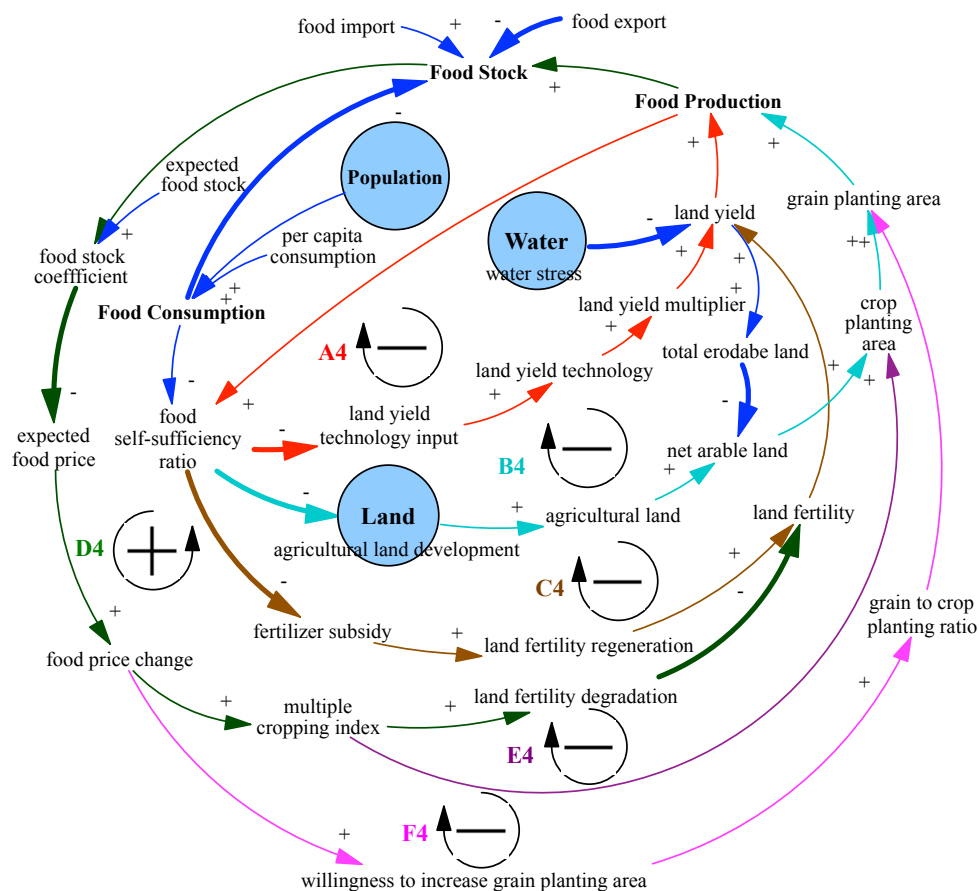 food import
+
-
food export
Food Stock
+
-
Food Production
+
+
expected
food stock
Population
grain planting area
+
per capita
consumption
Water
water stress
-
land yield
++
food stock
coeffficient
+
+
+
+
Food Consumption
land yield multiplier
crop
planting
area
+
A4
total erodabe land
+
+
-
land yield technology
-
-
+
+
food
self-sufficiency
ratio
expected
food price
-
land yield
technology input
B4
net arable land
+
-
Land
agricultural land development
+
agricultural land
land fertility
D4
C4
+
-
-
+
fertilizer subsidy
+
land fertility regeneration
grain to crop
planting ratio
food price change
+
+
multiple
cropping index
+
land fertility degradation
E4
+
F4
willingness to increase grain planting area